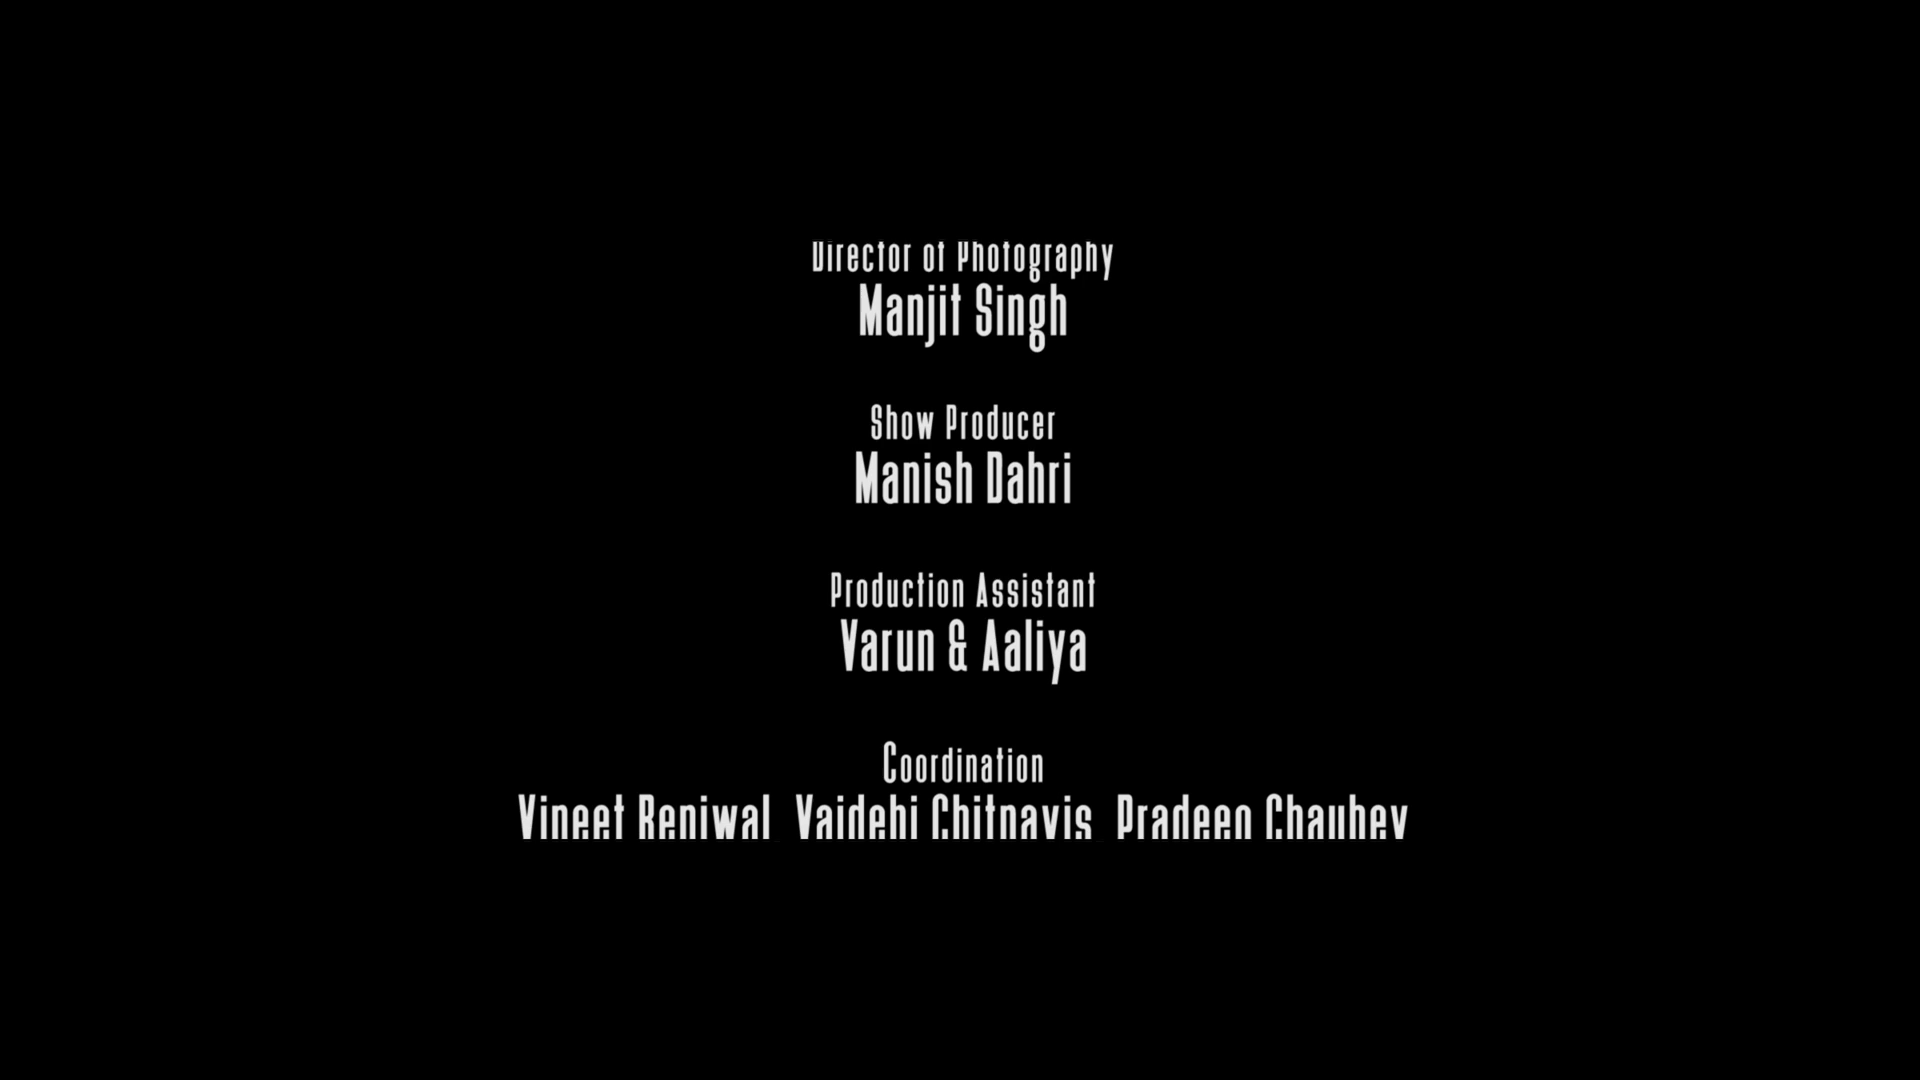 Director of Photography
Manjit Singh
Show Producer
Manish Dahri
Production Assistant
Varun & Aaliya
Coordination
Vineet Beniwal, Vaidehi Chitnavis, Pradeep